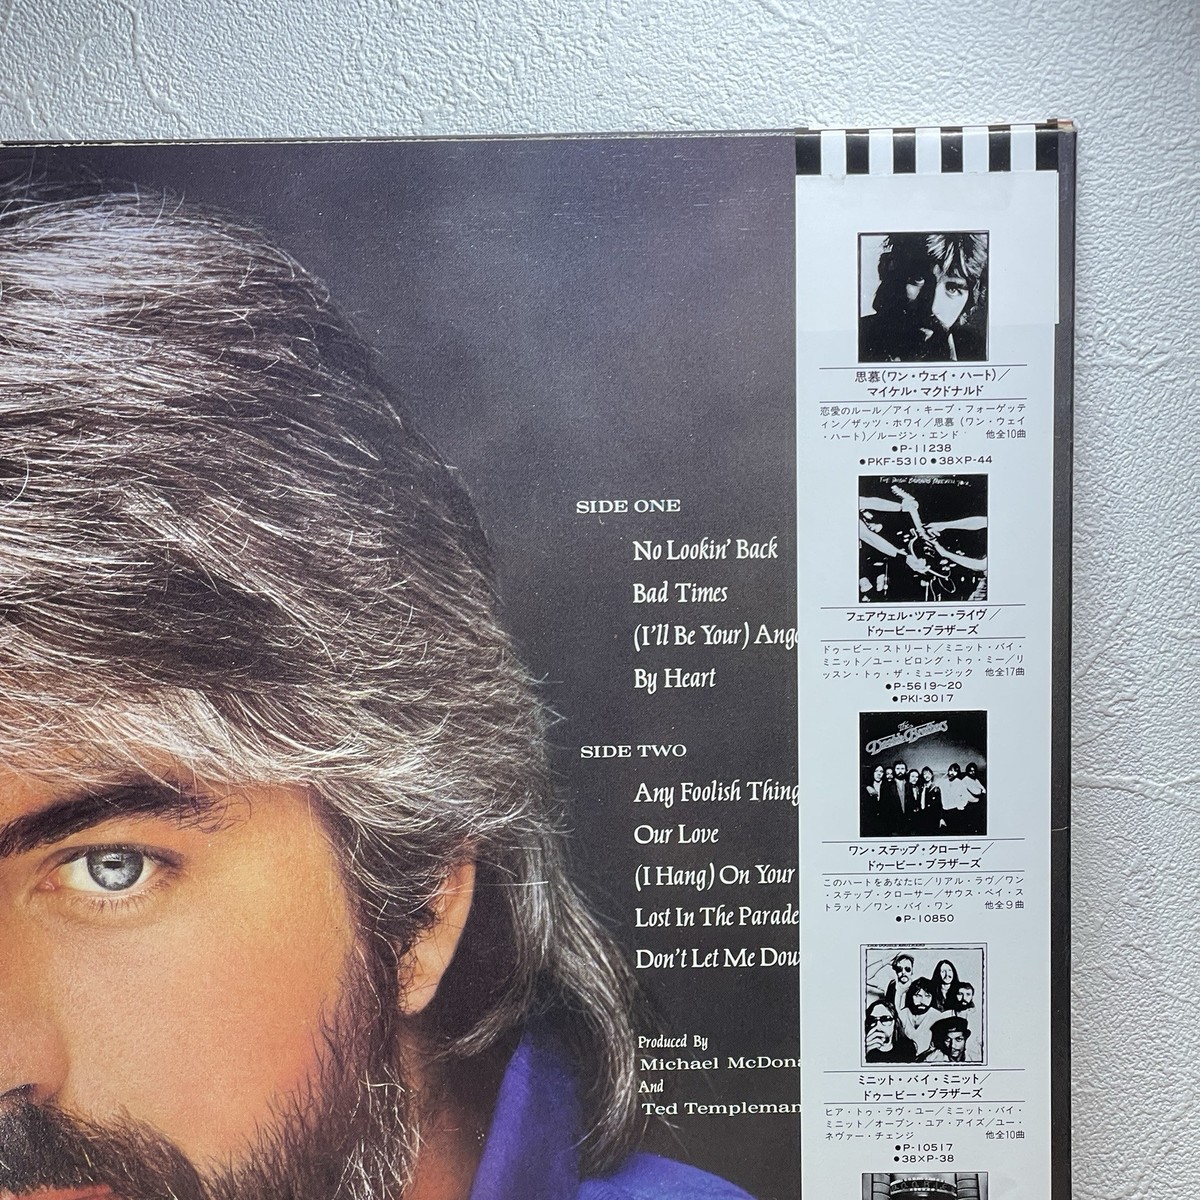 SIDE ONE
No Lookin' Back
Bad Times
(I'll Be Your)
By Heart
SIDE TWO
Any Foolish Thing
Our Love
(I Hang) On Your
Lost In The Parade
Don't Let Me
Produced By
Michael
And
Ted Templeman
思慕(ワン・ウェイ・ハート)／
マイケル・マクドナルド
恋愛のルール／アイ・キープ・フォーゲッテ
ィン／ザッツ・ホワイ／思慕(ワン・ウェイ
・ハート)／ルージン・エンド 他全10曲
●P-11238
●PKF-5310 ●38XP-44
フェアウェル・ツアー・ライヴ／
ドゥービー・ブラザーズ
ドゥービー・ストリート／ミニット・バイ・
ミニット／ユー・ビロング・トゥ・ミー／リ
ッスン・トゥ・ザ・ミュージック 他全17曲
●P-5619〜20
●PKI-3017
The
Doobie Brothers
ワン・ステップ・クローサー／
ドゥービー・ブラザーズ
このハートをあなたに／リアル・ラヴ／ワン
・ステップ・クローサー／サウス・ベイ・ス
トラット／ワン・バイ・ワン 他全9曲
●P-10850
ミニット・バイ・ミニット／
ドゥービー・ブラザーズ
ヒア・トゥ・ラヴ・ユー／ミニット・バイ・
ミニット／オープン・ユア・アイズ／ユー・
ネヴァー・チェンジ 他全10曲
●P-10517
●38XP-38